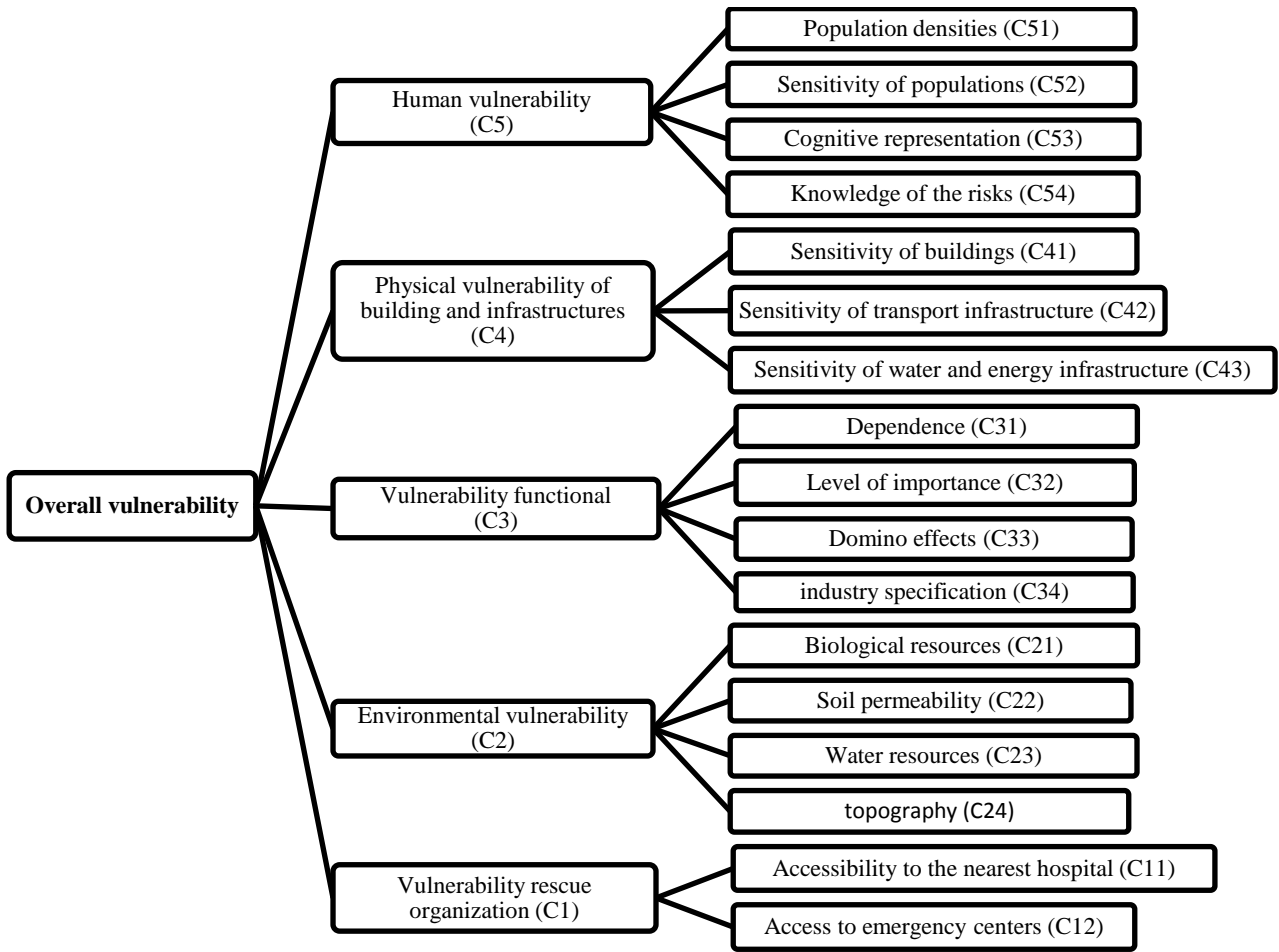 Overall vulnerability
Human vulnerability
(C5)
Population densities (C51)
Sensitivity of populations (C52)
Cognitive representation (C53)
Knowledge of the risks (C54)
Physical vulnerability of
building and infrastructures
(C4)
Sensitivity of buildings (C41)
Sensitivity of transport infrastructure (C42)
Sensitivity of water and energy infrastructure (C43)
Vulnerability functional
(C3)
Dependence (C31)
Level of importance (C32)
Domino effects (C33)
industry specification (C34)
Environmental vulnerability
(C2)
Biological resources (C21)
Soil permeability (C22)
Water resources (C23)
topography (C24)
Vulnerability rescue
organization (C1)
Accessibility to the nearest hospital (C11)
Access to emergency centers (C12)